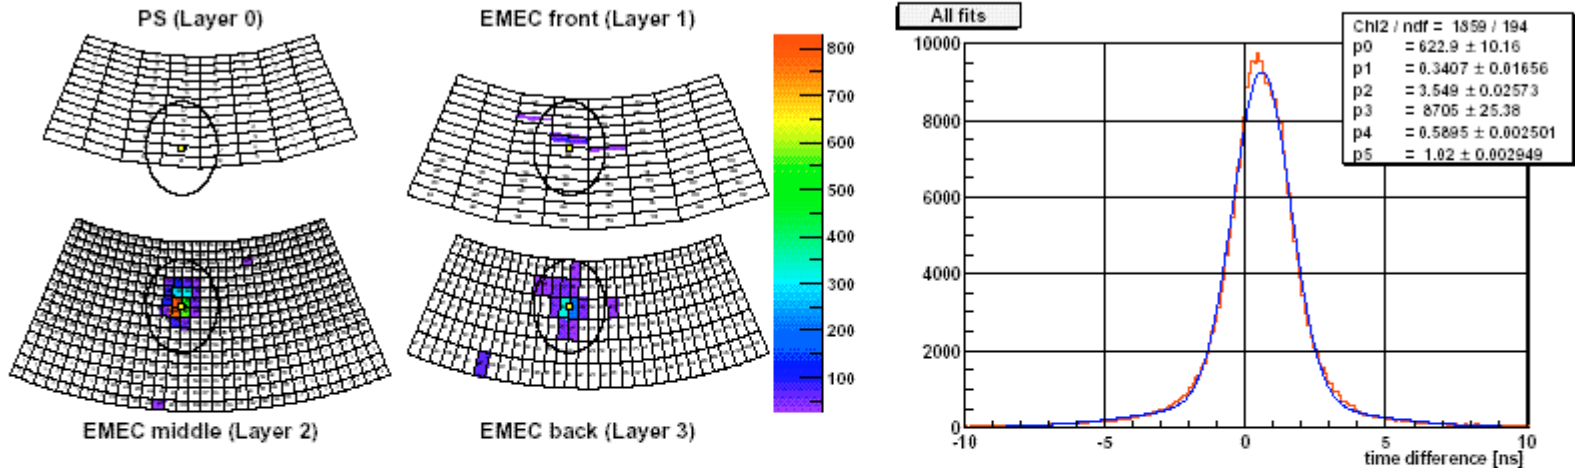 PS (Layer 0)
EMEC front (Layer 1)
EMEC middle (Layer 2)
EMEC back (Layer 3)
800
700
600
500
400
300
200
100
All fits
Chi2 / ndf = 1859 / 194
p0 = 622.9 ± 10.16
p1 = 0.3407 ± 0.01656
p2 = 3.549 ± 0.02573
p3 = 8705 ± 25.38
p4 = 0.5895 ± 0.002501
p5 = 1.02 ± 0.002949
10000
8000
6000
4000
2000
0
-10 -5 0 5 10
time difference [ns]